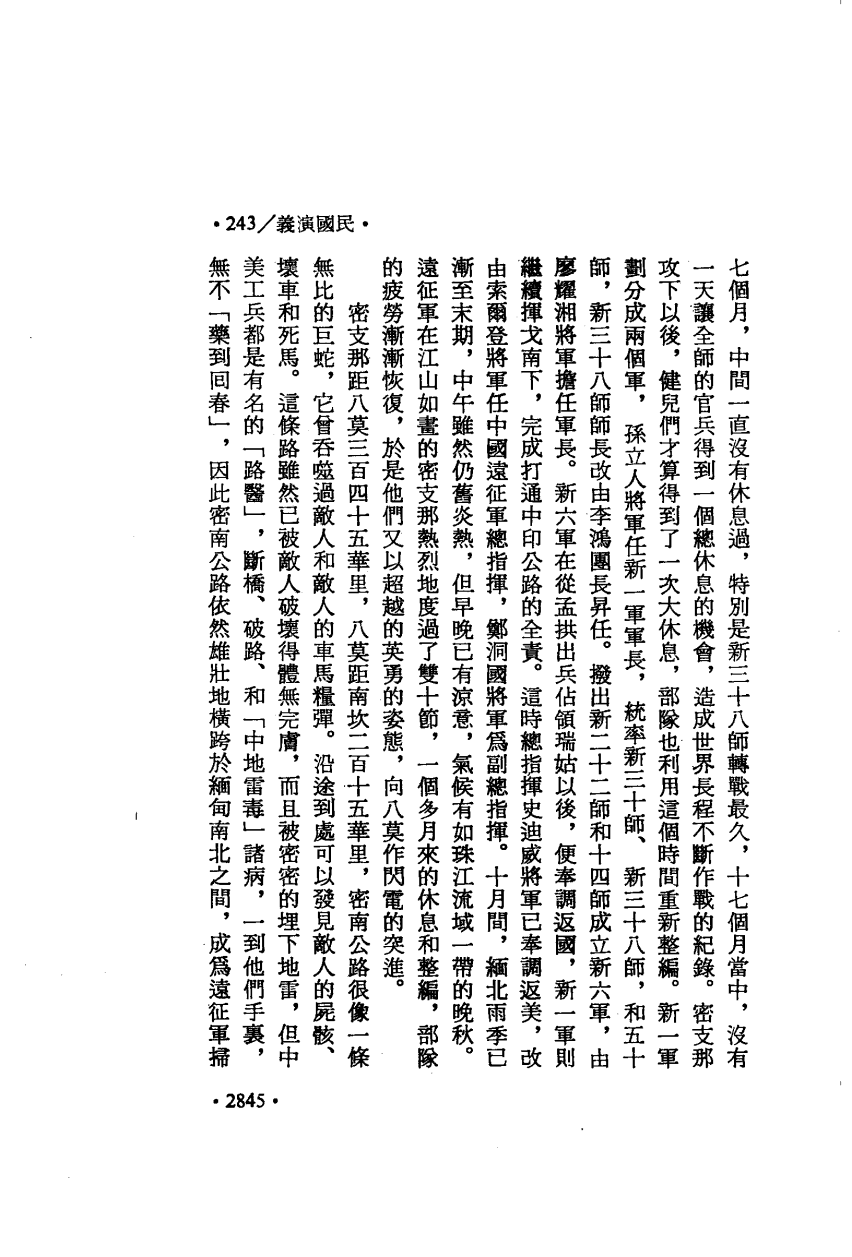 •243/義演國民•
七個月，中間一直沒有休息過，特別是新三十八師轉戰最久，十七個月當中，沒有
一天讓全師的官兵得到一個總休息的機會，造成世界長程不斷作戰的紀錄。密支那
攻下以後，健兒們才算得到了一次大休息，部隊也利用這個時間重新整編。新一軍
劃分成兩個軍，孫立人將軍任新一軍軍長，統率新三十師、新三十八師，和五十
師，新三十八師師長改由李鴻團長昇任。撥出新二十二師和十四師成立新六軍，由
廖耀湘將軍擔任軍長。新六軍在從孟拱出兵佔領瑞姑以後，便奉調返國，新一軍則
繼續揮戈南下，完成打通中印公路的全責。這時總指揮史迪威將軍已奉調返美，改
由索爾登將軍任中國遠征軍總指揮，鄭洞國將軍爲副總指揮。十月間，緬北雨季已
漸至末期，中午雖然仍舊炎熱，但早晚已有涼意，氣候有如珠江流域一帶的晚秋。
遠征軍在江山如畫的密支那熱烈地度過了雙十節，一個多月來的休息和整編，部隊
的疲勞漸漸恢復，於是他們又以超越的英勇的姿態，向八莫作閃電的突進。
密支那距八莫三百四十五華里，八莫距南坎二百十五華里，密南公路很像一條
無比的巨蛇，它曾吞噬過敵人和敵人的車馬糧彈。沿途到處可以發見敵人的屍骸、
壞車和死馬。這條路雖然已被敵人破壞得體無完膚，而且被密密的埋下地雷，但中
美工兵都是有名的「路醫」，斷橋、破路、和「中地雷毒」諸病，一到他們手裏，
無不「藥到回春」，因此密南公路依然雄壯地橫跨於緬甸南北之間，成爲遠征軍掃
•2845•